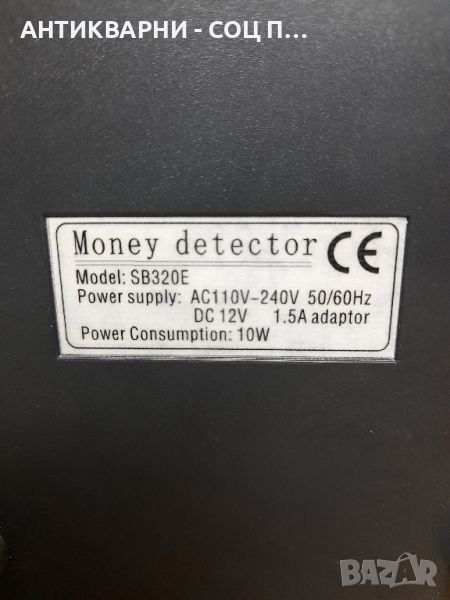 АНТИКВАРНИ - СОЦ П...
Money detector CE
Model: SB320E
Power supply: AC110V-240V 50/60Hz
DC 12V 1.5A adaptor
Power Consumption: 10W
BAZAR